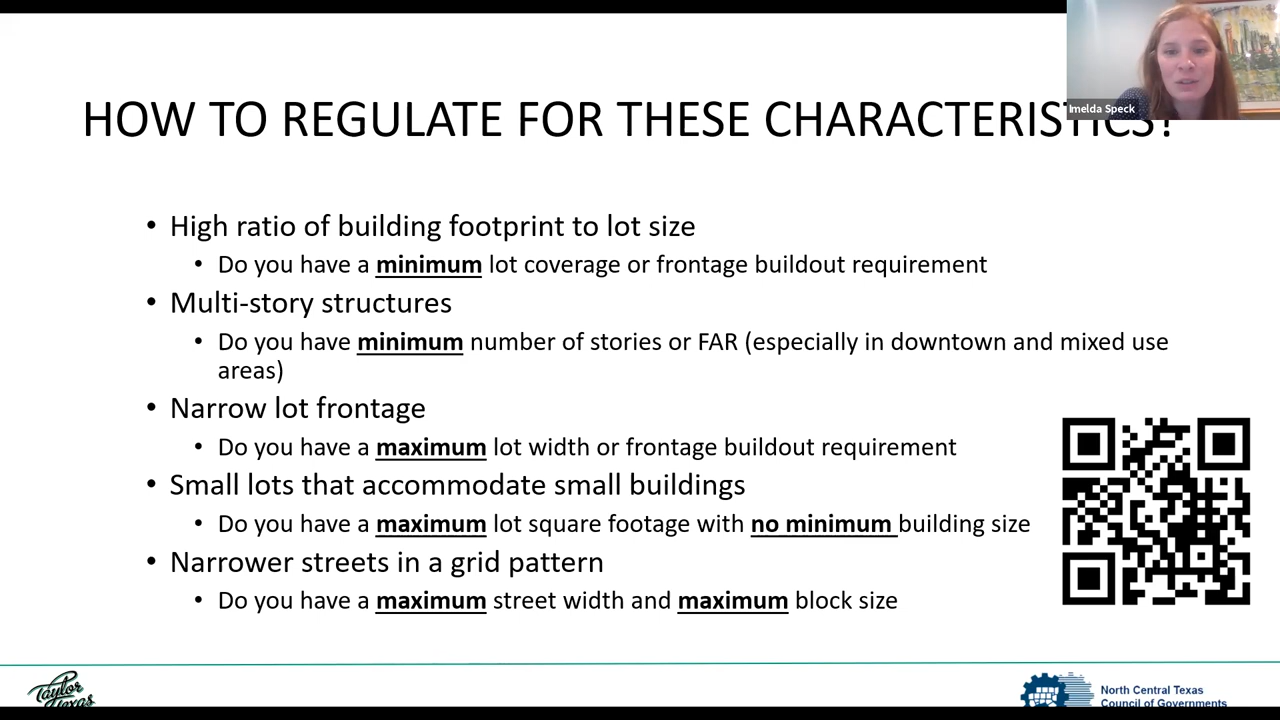 HOW TO REGULATE FOR THESE CHARACTERISTICS?
Imelda Speck
• High ratio of building footprint to lot size
• Do you have a minimum lot coverage or frontage buildout requirement
• Multi-story structures
• Do you have minimum number of stories or FAR (especially in downtown and mixed use
areas)
• Narrow lot frontage
• Do you have a maximum lot width or frontage buildout requirement
• Small lots that accommodate small buildings
• Do you have a maximum lot square footage with no minimum building size
• Narrower streets in a grid pattern
• Do you have a maximum street width and maximum block size
Taylor
Texas
North Central Texas
Council of Governments